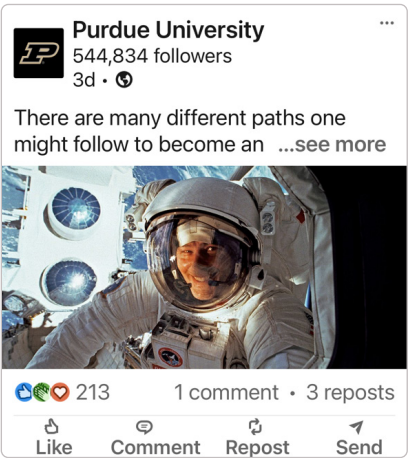 Purdue University
544,834 followers
3d •
There are many different paths one
might follow to become an ...see more
213 1 comment • 3 reposts
Like Comment Repost Send